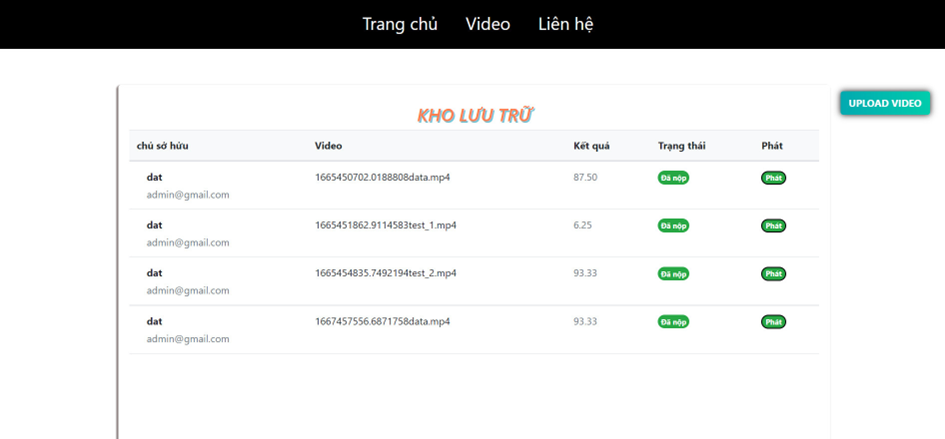 Trang chủ Video Liên hệ
UPLOAD VIDEO
KHO LƯU TRỮ
chủ sở hữu Video Kết quả Trạng thái Phát
dat 1665450702.0188808data.mp4 87.50 Đã nộp Phát
admin@gmail.com
dat 1665451862.9114583test_1.mp4 6.25 Đã nộp Phát
admin@gmail.com
dat 1665454835.7492194test_2.mp4 93.33 Đã nộp Phát
admin@gmail.com
dat 1667457556.6871758data.mp4 93.33 Đã nộp Phát
admin@gmail.com